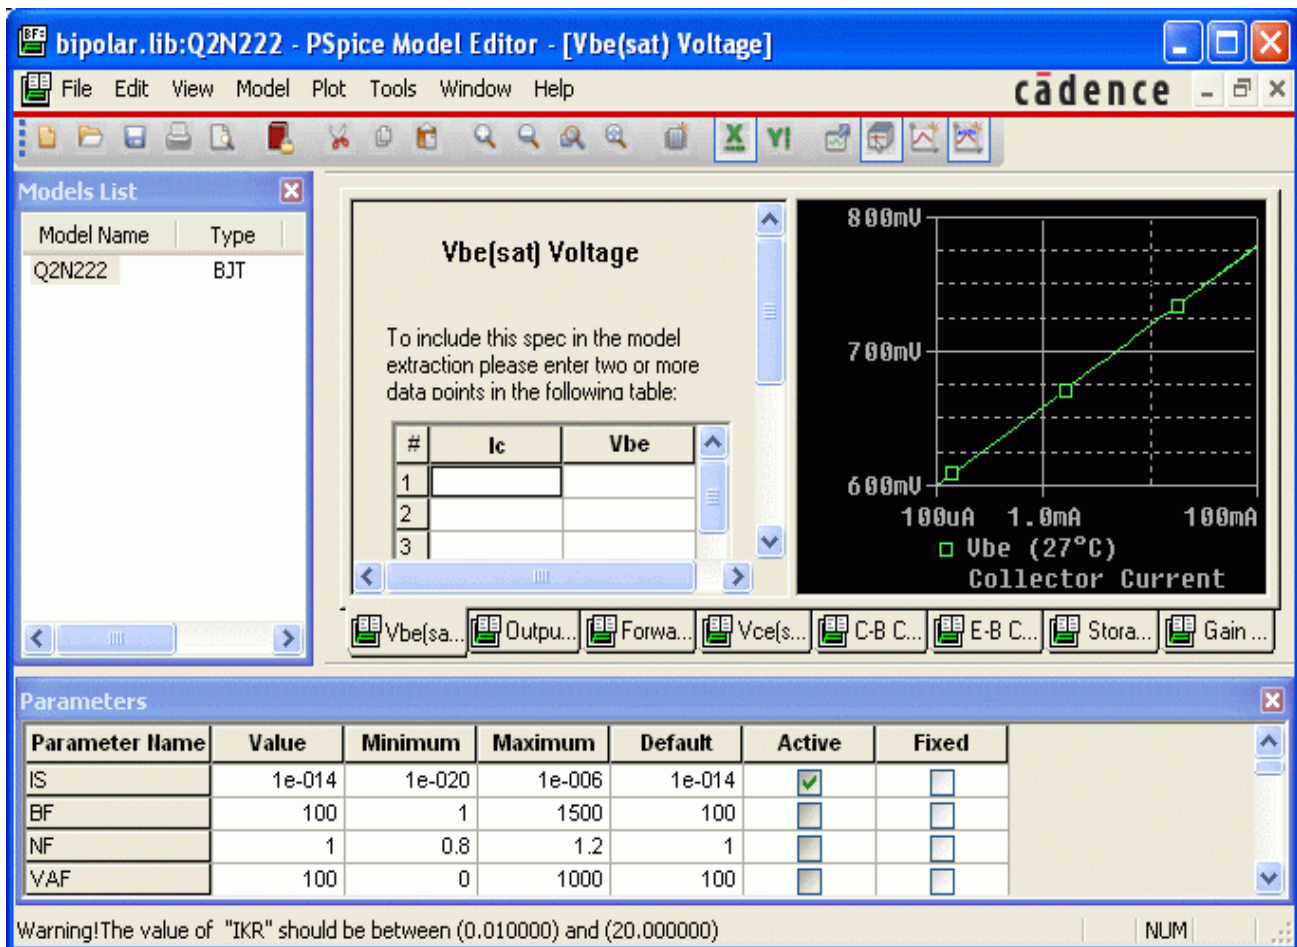 bipolar.lib:Q2N222 - PSpice Model Editor - [Vbe(sat) Voltage]
File Edit View Model Plot Tools Window Help
cādence
Models List
Model Name Type
Q2N222 BJT
Vbe(sat) Voltage
To include this spec in the model
extraction please enter two or more
data points in the following table:
# Ic Vbe
1
2
3
800mV
700mV
600mV
100uA 1.0mA 100mA
Vbe (27°C)
Collector Current
Vbe(sa... Outpu... Forwa... Vce(s... C-B C... E-B C... Stora... Gain ...
Parameters
Parameter Name Value Minimum Maximum Default Active Fixed
IS 1e-014 1e-020 1e-006 1e-014
BF 100 1 1500 100
NF 1 0.8 1.2 1
VAF 100 0 1000 100
Warning!The value of "IKR" should be between (0.010000) and (20.000000)
NUM